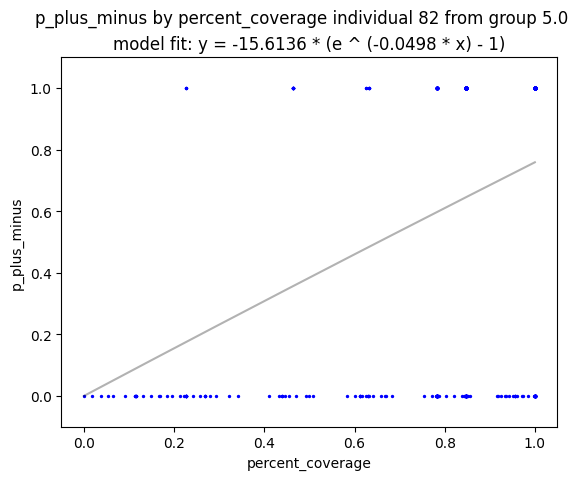 p_plus_minus by percent_coverage individual 82 from group 5.0
model fit: y = -15.6136 * (e ^ (-0.0498 * x) - 1)
1.0
0.8
0.6
0.4
0.2
0.0
p_plus_minus
0.0 0.2 0.4 0.6 0.8 1.0
percent_coverage